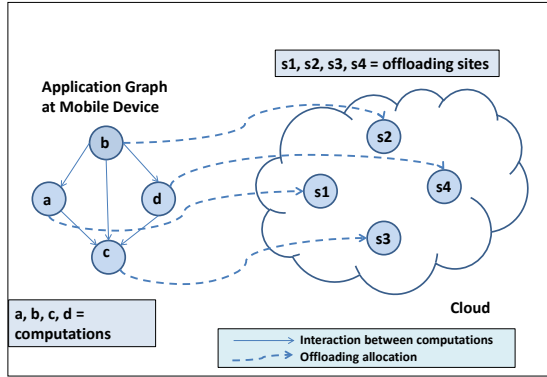 s1, s2, s3, s4 = offloading sites
Application Graph
at Mobile Device
b
s2
a
d
s1
s4
c
s3
a, b, c, d =
computations
Cloud
Interaction between computations
Offloading allocation